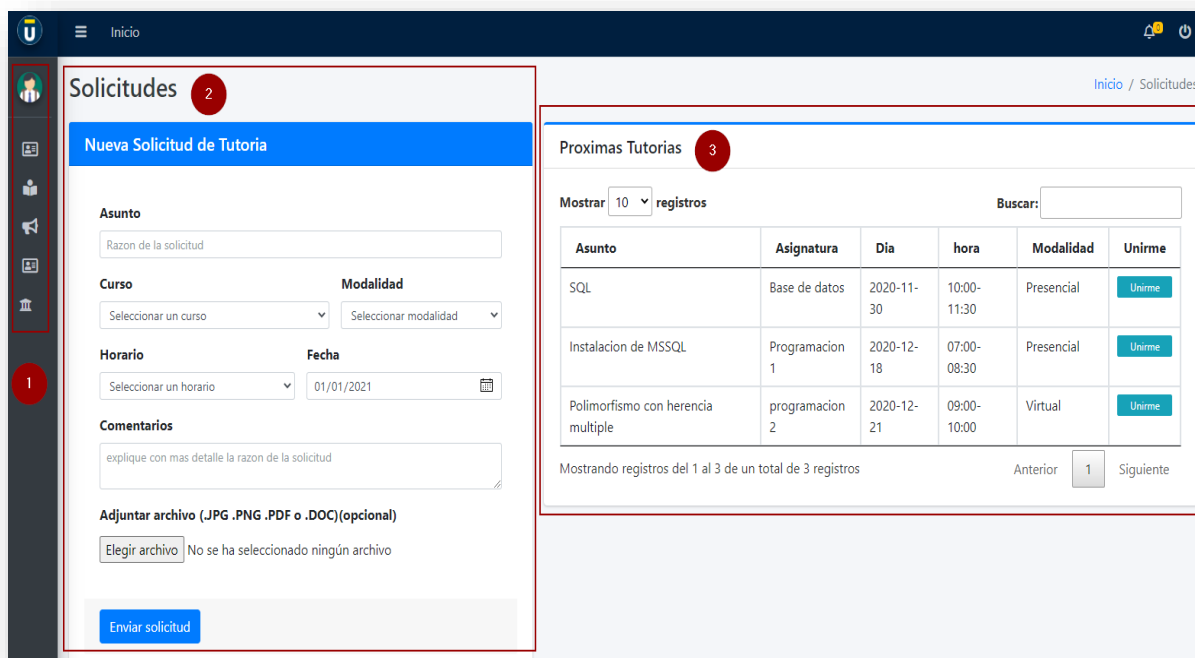 Ū
Inicio
0
Solicitudes
2
Inicio / Solicitudes
1
Nueva Solicitud de Tutoria
Asunto
Razon de la solicitud
Curso Modalidad
Seleccionar un curso Seleccionar modalidad
Horario Fecha
Seleccionar un horario 01/01/2021
Comentarios
explique con mas detalle la razon de la solicitud
Adjuntar archivo (.JPG .PNG .PDF o .DOC)(opcional)
Elegir archivo No se ha seleccionado ningún archivo
Enviar solicitud
Proximas Tutorias
3
Mostrar 10 registros Buscar:
Asunto Asignatura Dia hora Modalidad Unirme
SQL Base de datos 2020-11- 10:00- Presencial Unirme
30 11:30
Instalacion de MSSQL Programacion 2020-12- 07:00- Presencial Unirme
1 18 08:30
Polimorfismo con herencia programacion 2020-12- 09:00- Virtual Unirme
multiple 2 21 10:00
Mostrando registros del 1 al 3 de un total de 3 registros Anterior 1 Siguiente